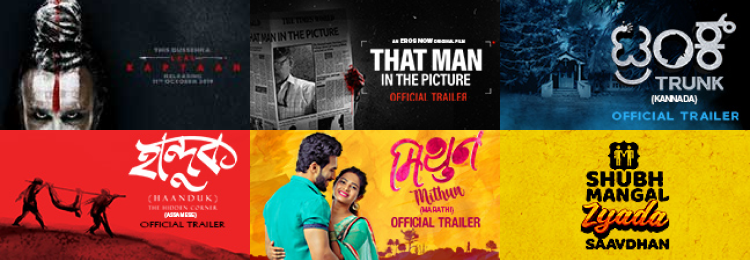 THIS DUSSEHRA
LAAL
KAPTAAN
RELEASING
11TH OCTOBER 2019
MAN IN THE PICTURE
AN EROS NOW ORIGINAL FILM
THAT MAN
IN THE PICTURE
OFFICIAL TRAILER
ಟ್ರಂಕ್
TRUNK
(KANNADA)
OFFICIAL TRAILER
হান্দুক
(HAANDUK)
THE HIDDEN CORNER
(ASSAMESE)
OFFICIAL TRAILER
मिथुन
Mithun
(MARATHI)
OFFICIAL TRAILER
SHUBH
MANGAL
Zyada
SAAVDHAN